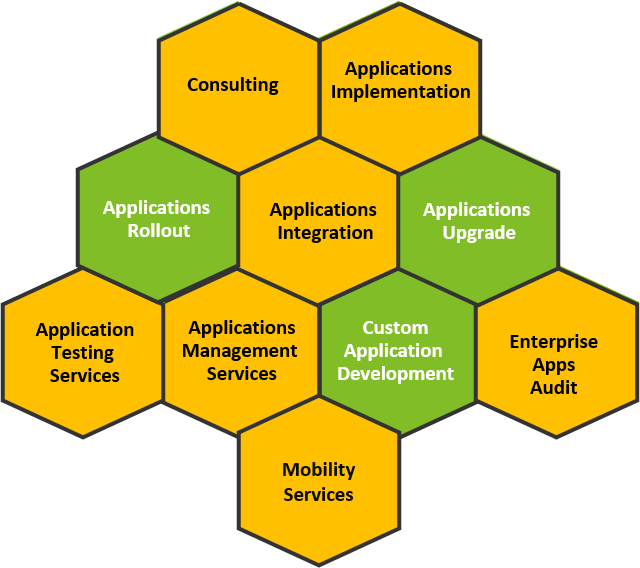 Consulting
Applications
Implementation
Applications
Rollout
Applications
Integration
Applications
Upgrade
Application
Testing
Services
Applications
Management
Services
Custom
Application
Development
Enterprise
Apps
Audit
Mobility
Services